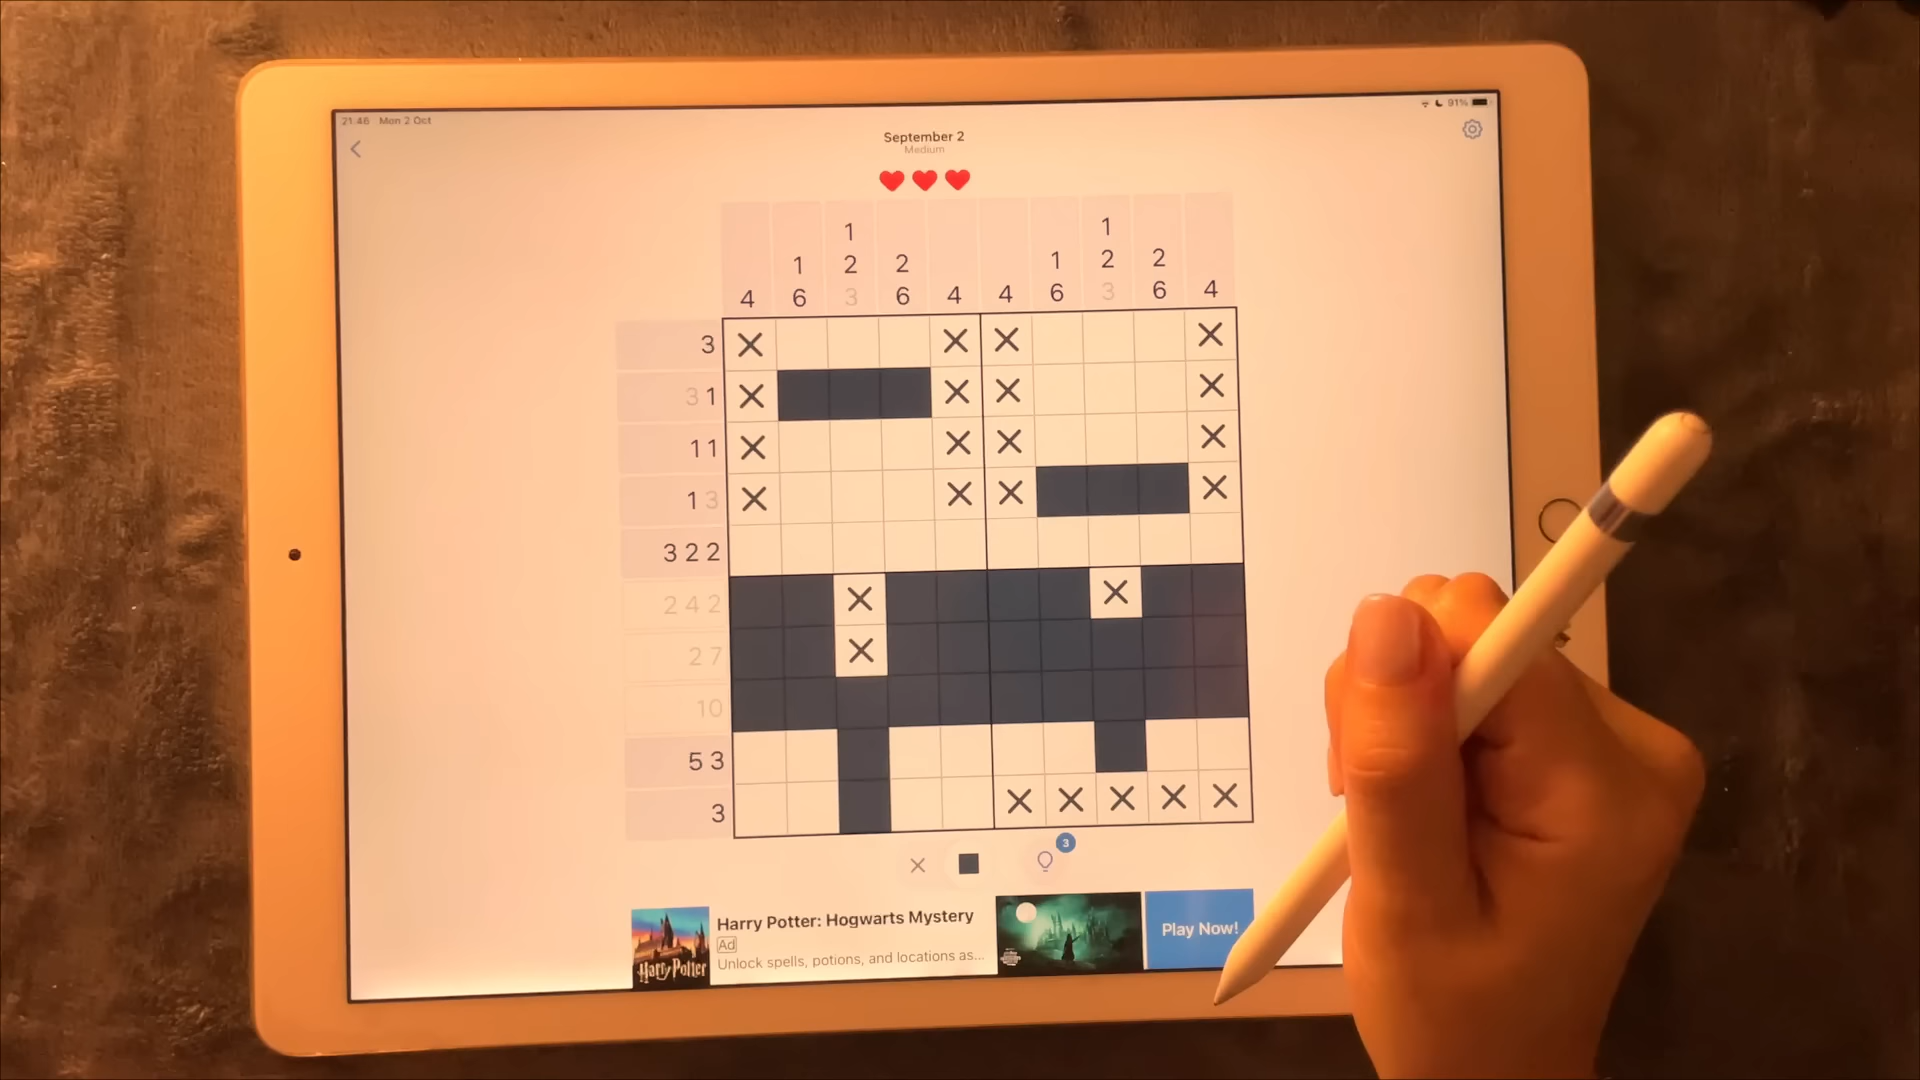 21:46 Mon 2 Oct
91%
September 2
Medium
1 1
1 2 2 1 2 2
4 6 3 6 4 4 6 3 6 4
3
3 1
1 1
1 3
3 2 2
2 4 2
2 7
10
5 3
3
3
Harry Potter: Hogwarts Mystery
Ad
Unlock spells, potions, and locations as...
Harry Potter
Play Now!